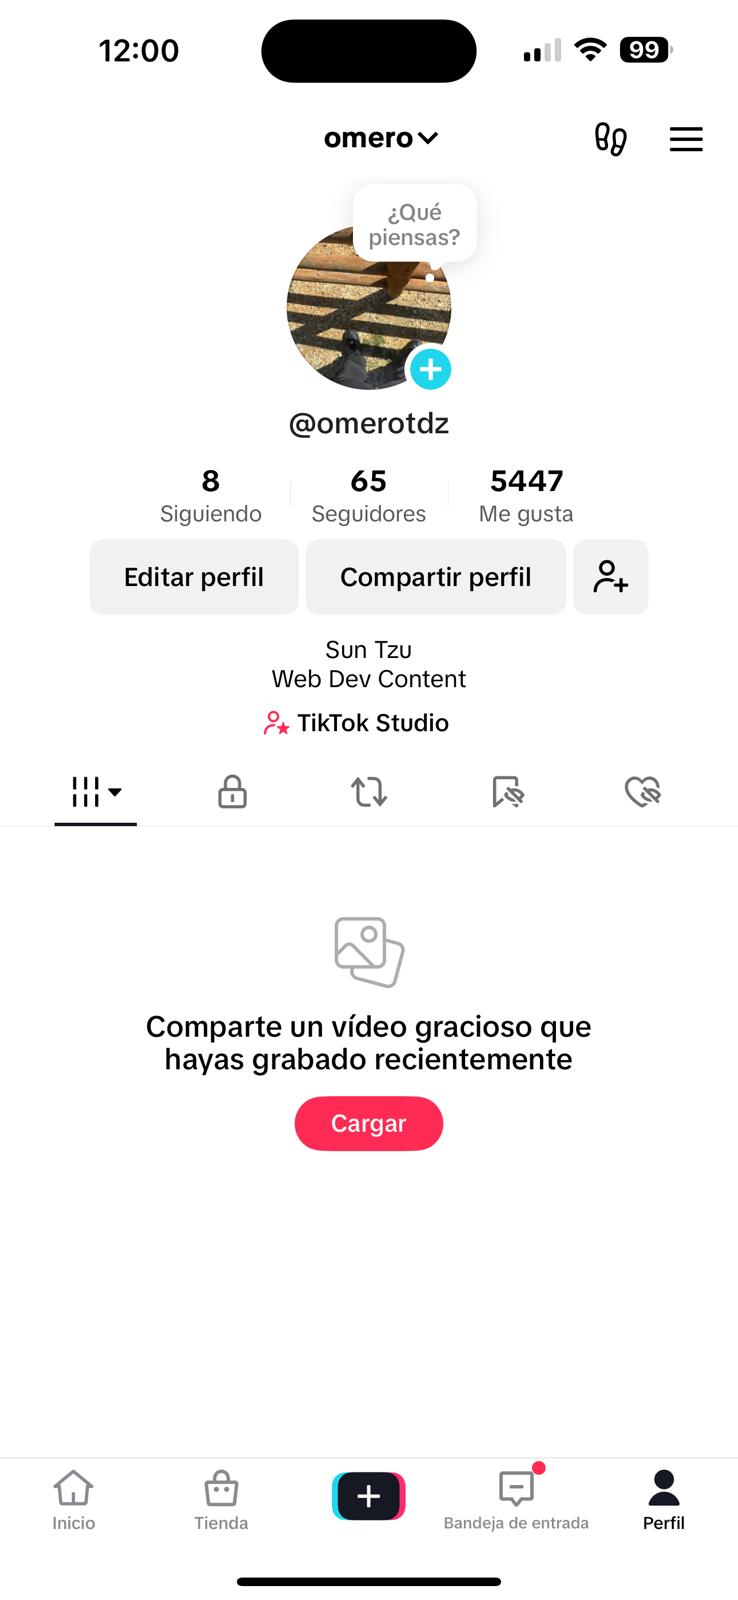 12:00
99
omero
¿Qué
piensas?
@omerotdz
8 65 5447
Siguiendo Seguidores Me gusta
Editar perfil Compartir perfil
Sun Tzu
Web Dev Content
TikTok Studio
Comparte un vídeo gracioso que
hayas grabado recientemente
Cargar
Inicio Tienda Bandeja de entrada Perfil